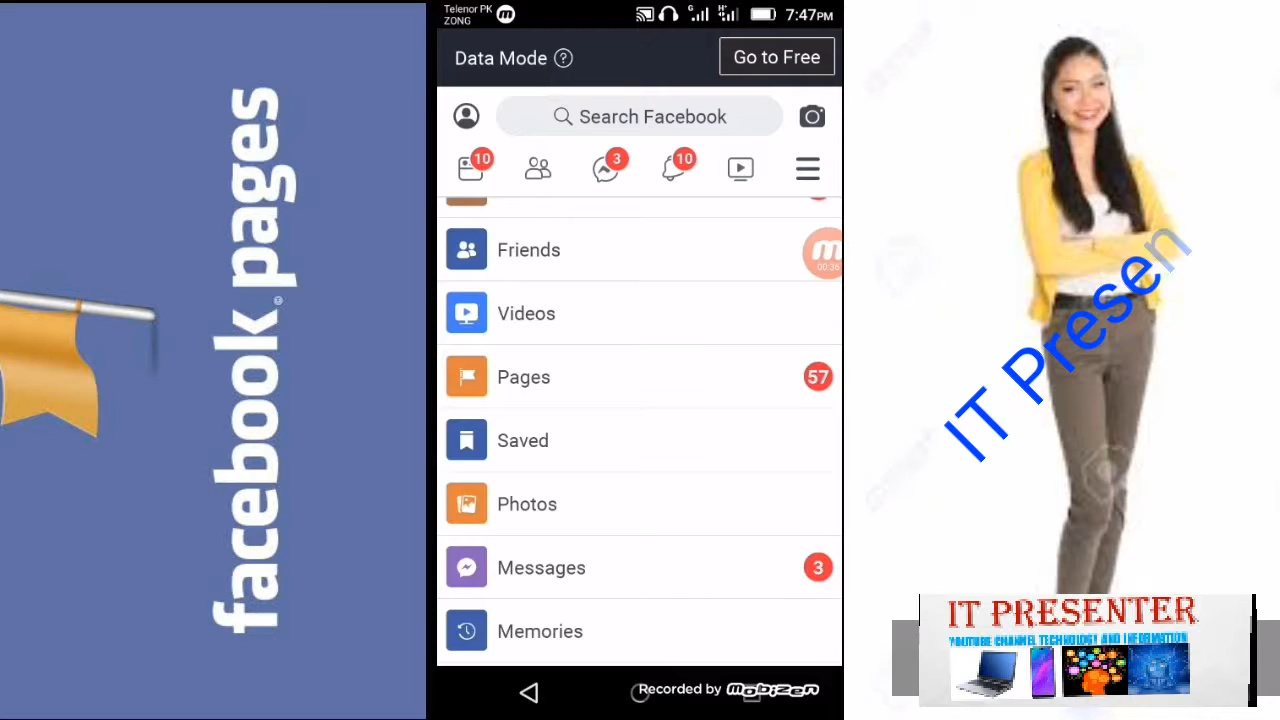 facebook pages
Telenor PK
ZONG
7:47PM
Data Mode
Go to Free
Search Facebook
10
3
10
Friends
00:36
Videos
Pages
57
Saved
Photos
Messages
3
Memories
Recorded by mobizen
IT Presen
IT PRESENTER
YOUTUBE CHANNEL TECHNOLOGY AND INFORMATION